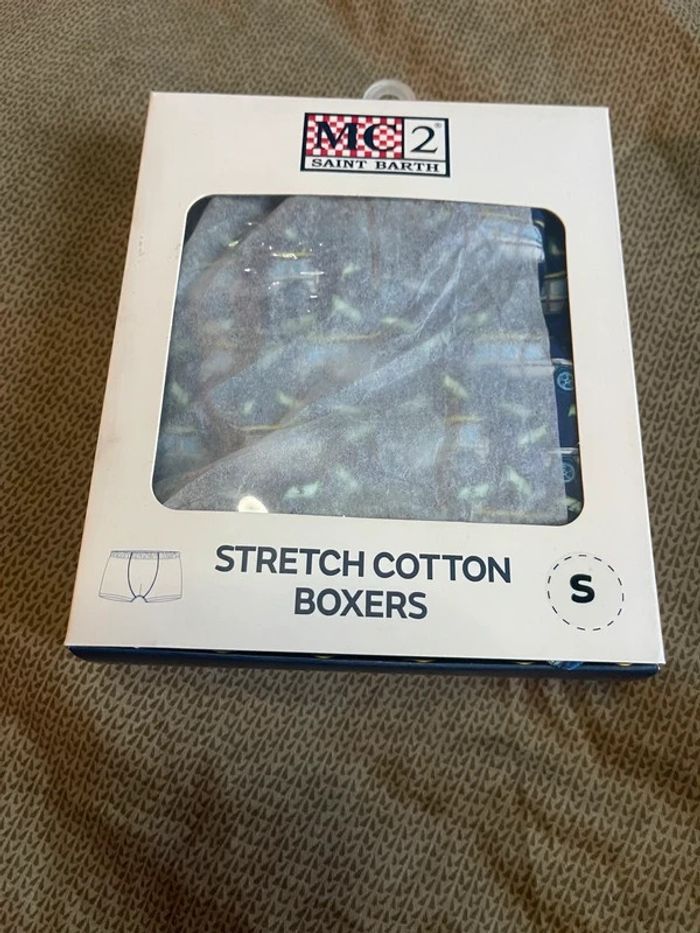 MC2®
SAINT BARTH
STRETCH COTTON
BOXERS
S